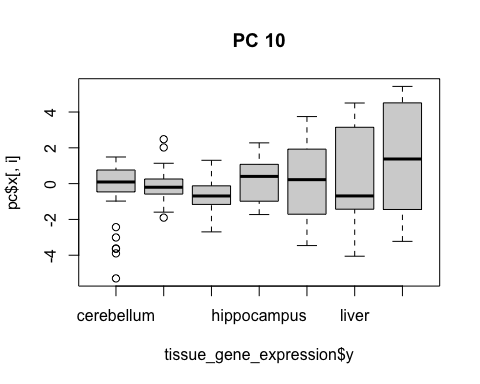 PC 10
pc$x[, i]
4
2
0
-2
-4
cerebellum hippocampus liver
tissue_gene_expression$y